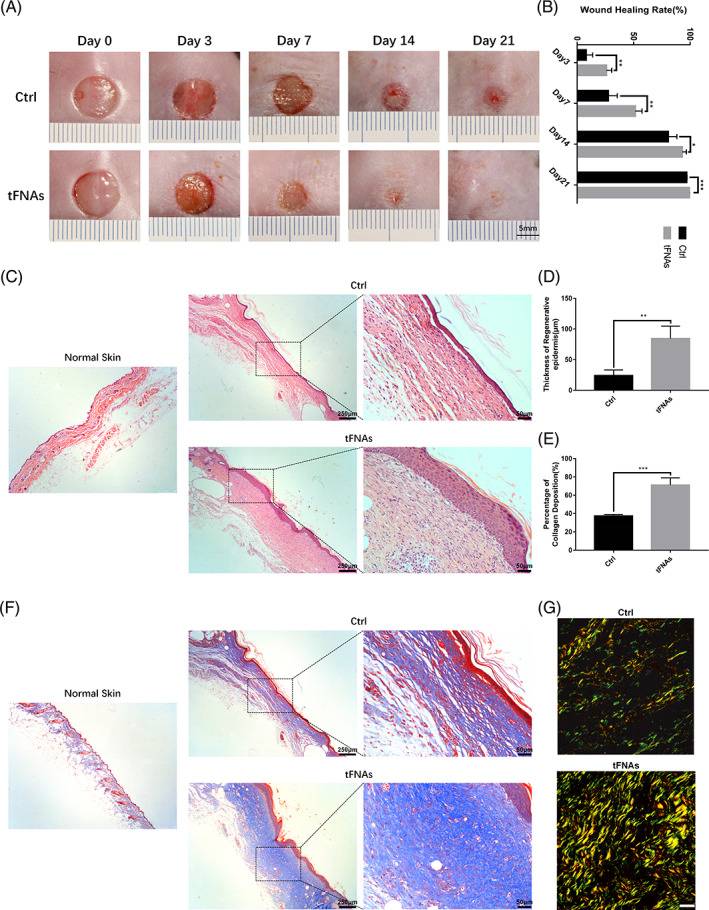 (A)
Day 0
Day 3
Day 7
Day 14
Day 21
Ctrl
tFNAs
5mm
(B)
Wound Healing Rate(%)
0
50
100
Day3
Day7
Day14
Day21
**
**
*
***
Ctrl
tFNAs
(C)
Normal Skin
Ctrl
250μm
50μm
tFNAs
250μm
50μm
(D)
Thickness of Regenerative
epidermis(μm)
150
100
50
0
**
Ctrl
tFNAs
(E)
Percentage of
Collagen Deposition(%)
100
80
60
40
20
0
***
Ctrl
tFNAs
(F)
Normal Skin
Ctrl
250μm
50μm
tFNAs
250μm
50μm
(G)
Ctrl
tFNAs